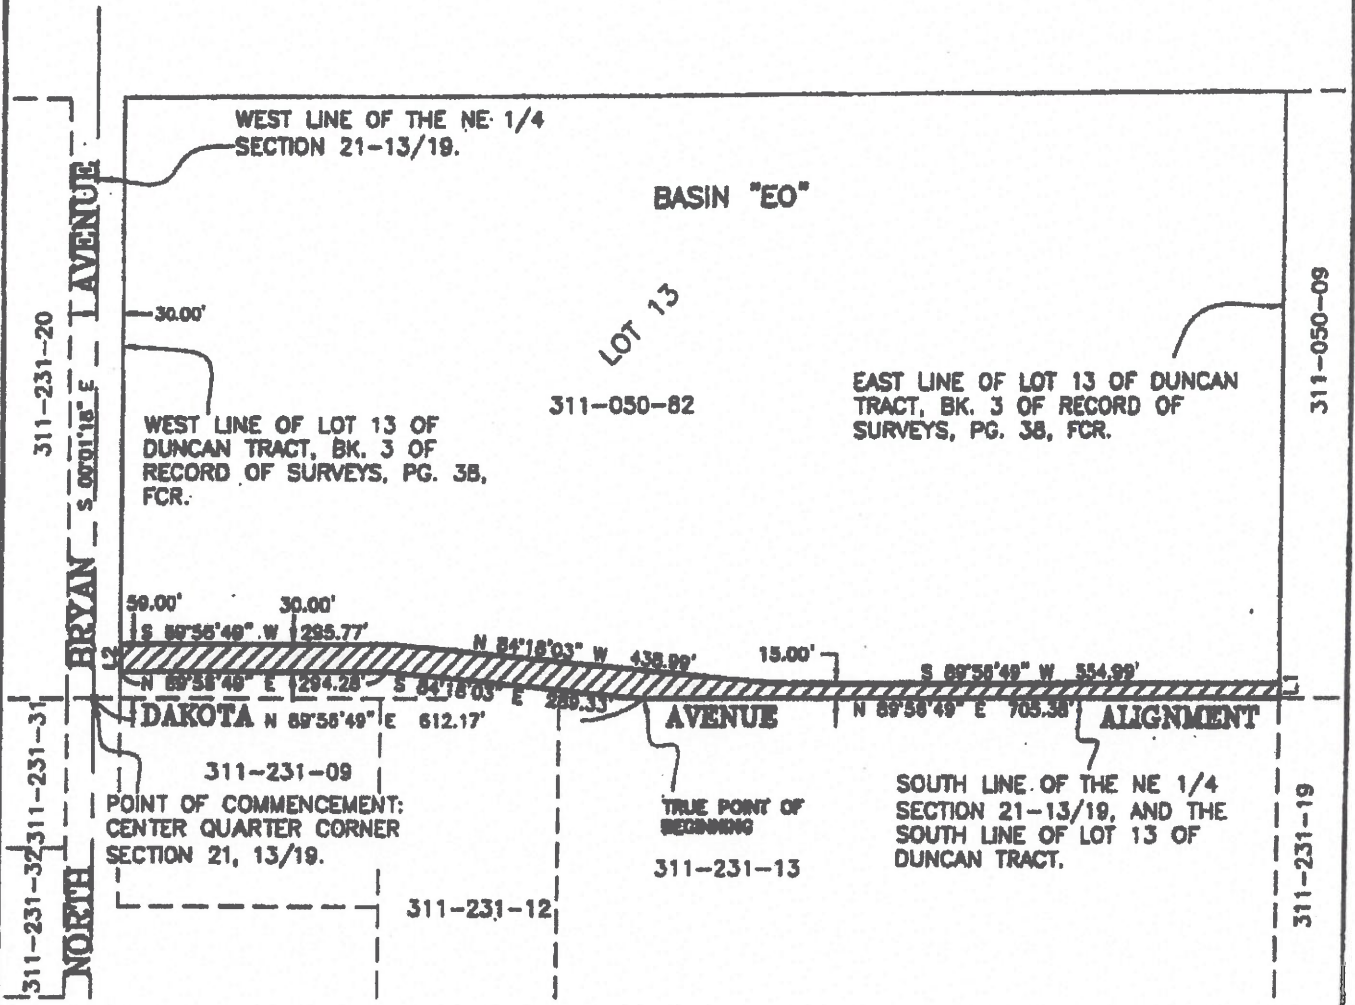 WEST LINE OF THE NE 1/4
SECTION 21-13/19.
BASIN "EO"
LOT 13
311-050-82
30.00'
WEST LINE OF LOT 13 OF
DUNCAN TRACT, BK. 3 OF
RECORD OF SURVEYS, PG. 38,
FCR.
EAST LINE OF LOT 13 OF DUNCAN
TRACT, BK. 3 OF RECORD OF
SURVEYS, PG. 38, FCR.
311-050-09
311-231-20
NORTH BRYAN AVENUE
S 00°01'18" E
59.00'
30.00'
S 89°56'49" W 295.77'
N 84°18'03" W 438.99'
15.00'
S 89°56'49" W 554.99'
L2
L1
N 89°56'49" E 294.28'
S 84°18'03" E 289.33'
N 89°56'49" E 705.38'
DAKOTA AVENUE ALIGNMENT
N 89°56'49" E 612.17'
311-231-09
POINT OF COMMENCEMENT:
CENTER QUARTER CORNER
SECTION 21, 13/19.
TRUE POINT OF
BEGINNING
311-231-13
SOUTH LINE OF THE NE 1/4
SECTION 21-13/19, AND THE
SOUTH LINE OF LOT 13 OF
DUNCAN TRACT.
311-231-12
311-231-31
311-231-32
311-231-19